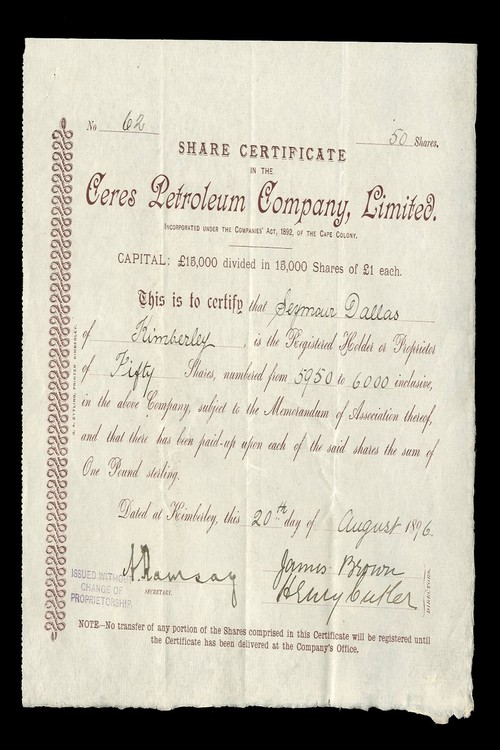 No 62
50 Shares.
SHARE CERTIFICATE
IN THE
Ceres Petroleum Company, Limited.
INCORPORATED UNDER THE COMPANIES' ACT, 1892, OF THE CAPE COLONY.
CAPITAL: £15,000 divided in 15,000 Shares of £1 each.
This is to certify that Seymour Dallas
of Kimberley, is the Registered Holder or Proprietor
of Fifty Shares, numbered from 5950 to 6000 inclusive,
in the above Company, subject to the Memorandum of Association thereof,
and that there has been paid-up upon each of the said shares the sum of
One Pound sterling.
Dated at Kimberley, this 20th day of August 1896.
James Brown
Henry Cutler
DIRECTORS.
Ramsay
SECRETARY.
ISSUED WITHOUT
CHANGE OF
PROPRIETORSHIP.
NOTE—No transfer of any portion of the Shares comprised in this Certificate will be registered until
the Certificate has been delivered at the Company's Office.
PRINTER, KIMBERLEY.